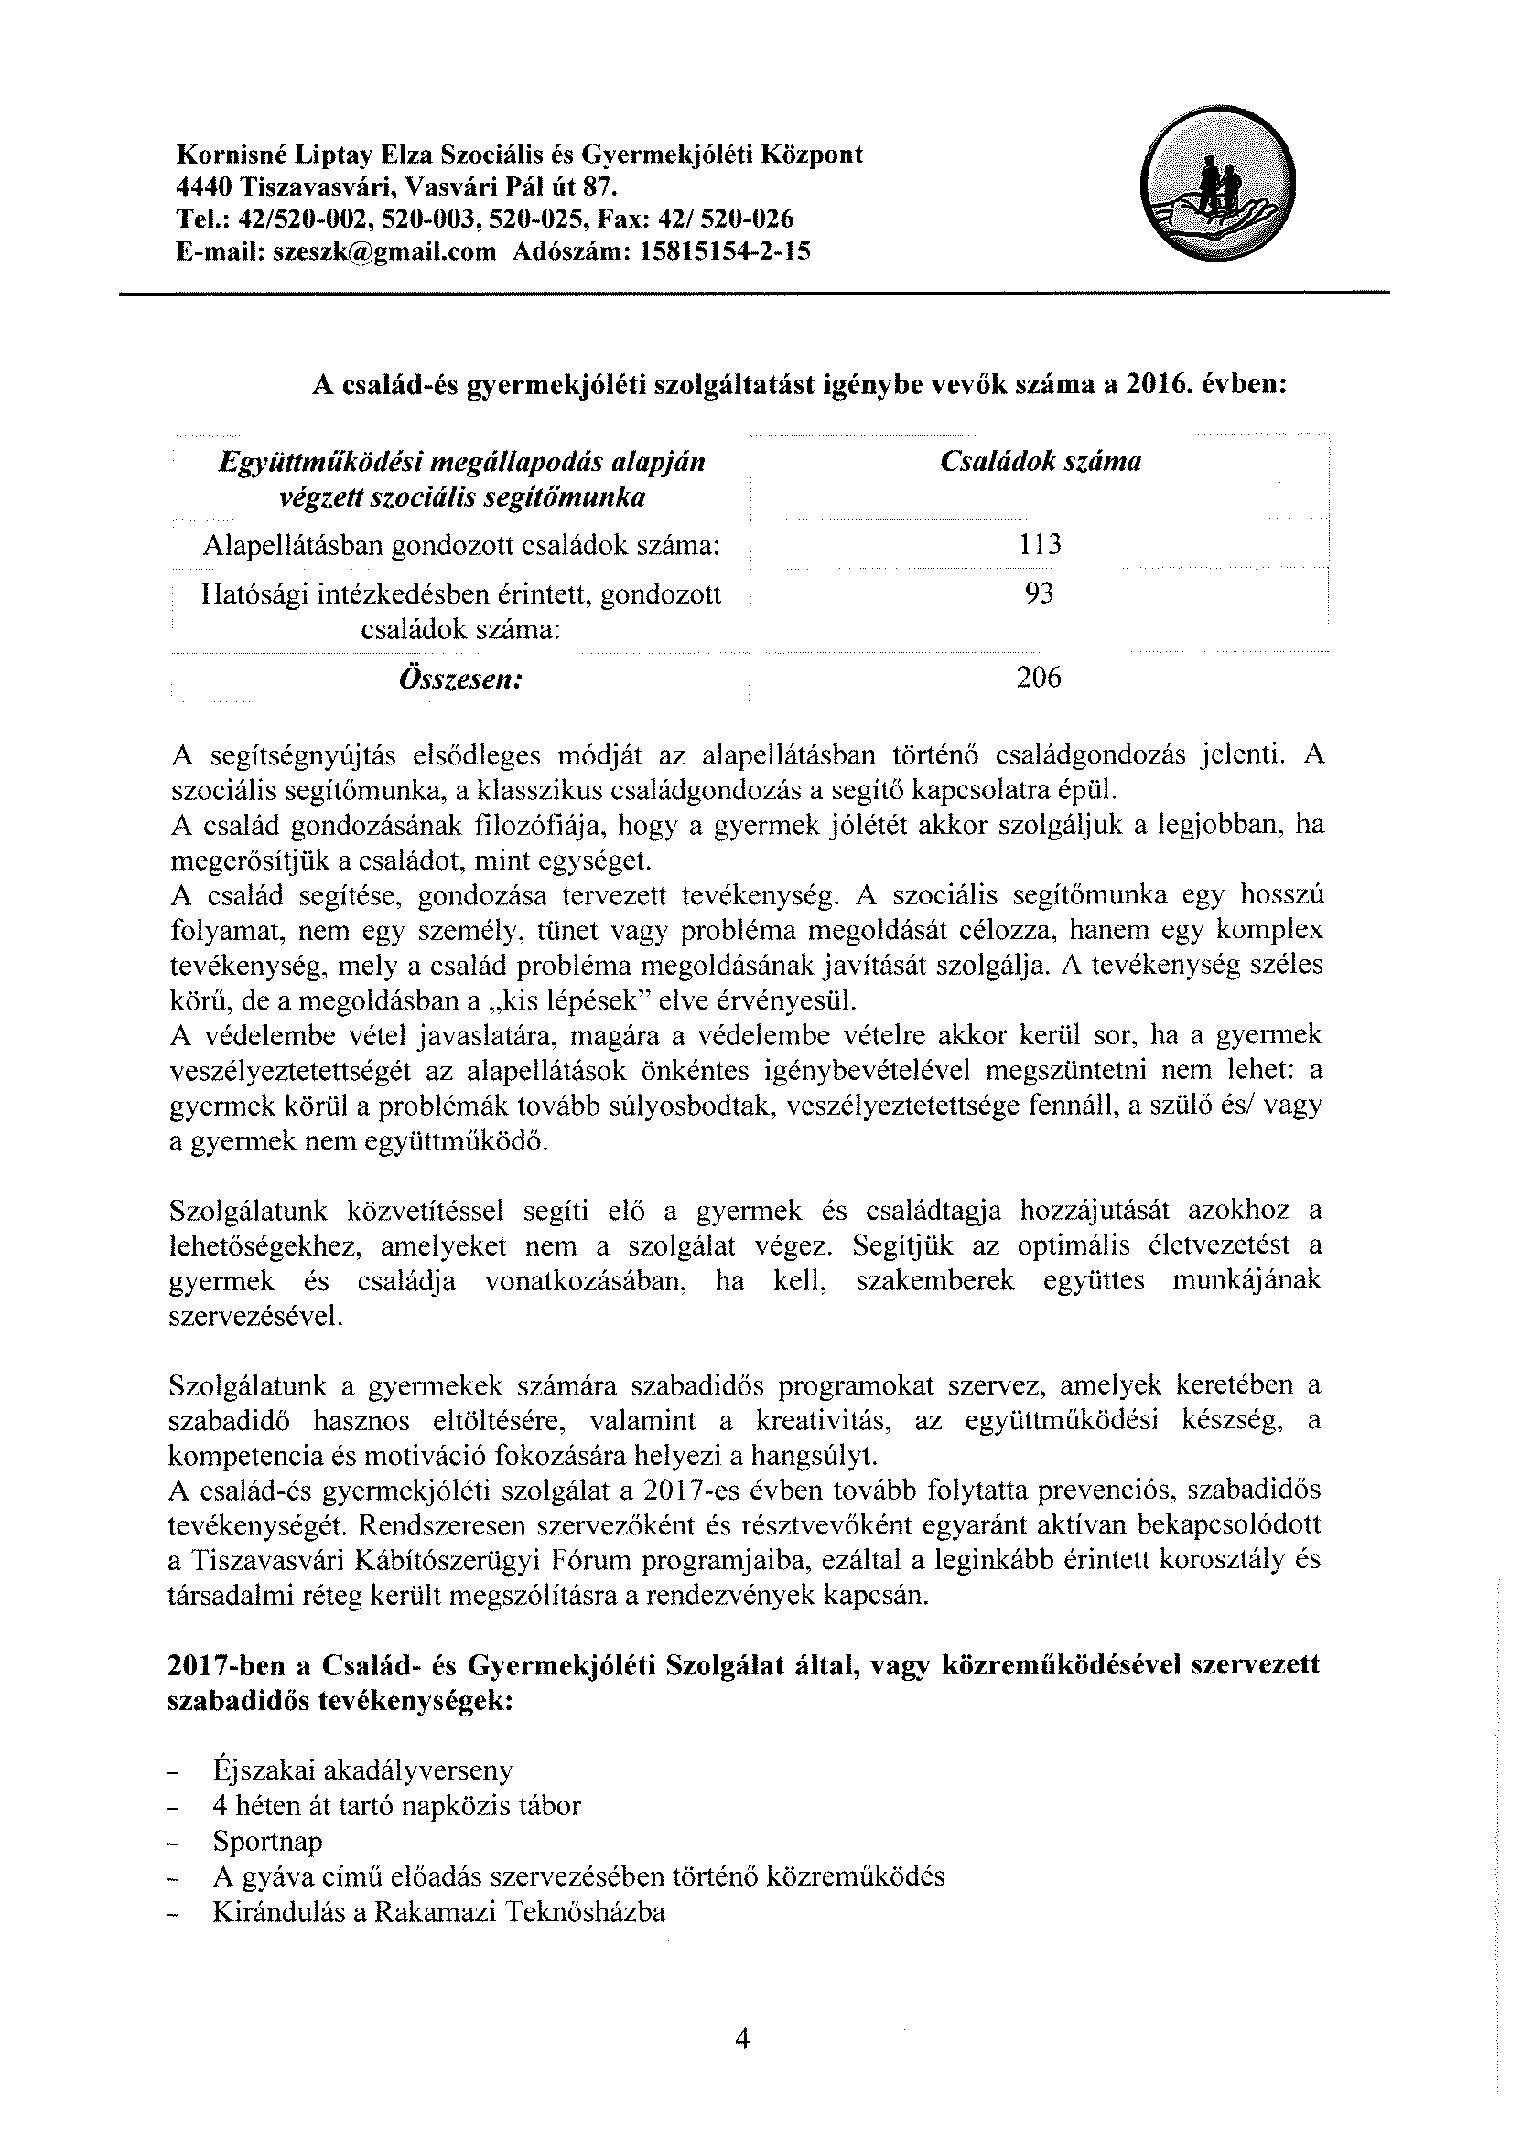 Kornisné Liptay Elza Szociális és Gyermekjóléti Központ
4440 Tiszavasvári, Vasvári Pál út 87.
Tel.: 42/520-002, 520-003, 520-025, Fax: 42/ 520-026
E-mail: szeszk@gmail.com Adószám: 15815154-2-15
A család-és gyermekjóléti szolgáltatást igénybe vevők száma a 2016. évben:
Együttműködési megállapodás alapján Családok száma
végzett szociális segítőmunka
Alapellátásban gondozott családok száma: 113
Hatósági intézkedésben érintett, gondozott 93
családok száma:
Összesen: 206
A segítségnyújtás elsődleges módját az alapellátásban történő családgondozás jelenti. A
szociális segítőmunka, a klasszikus családgondozás a segítő kapcsolatra épül.
A család gondozásának filozófiája, hogy a gyermek jólétét akkor szolgáljuk a legjobban, ha
megerősítjük a családot, mint egységet.
A család segítése, gondozása tervezett tevékenység. A szociális segítőmunka egy hosszú
folyamat, nem egy személy, tünet vagy probléma megoldását célozza, hanem egy komplex
tevékenység, mely a család probléma megoldásának javítását szolgálja. A tevékenység széles
körű, de a megoldásban a „kis lépések” elve érvényesül.
A védelembe vétel javaslatára, magára a védelembe vételre akkor kerül sor, ha a gyermek
veszélyeztetettségét az alapellátások önkéntes igénybevételével megszüntetni nem lehet: a
gyermek körül a problémák tovább súlyosbodtak, veszélyeztetettsége fennáll, a szülő és/ vagy
a gyermek nem együttműködő.
Szolgálatunk közvetítéssel segíti elő a gyermek és családtagja hozzájutását azokhoz a
lehetőségekhez, amelyeket nem a szolgálat végez. Segítjük az optimális életvezetést a
gyermek és családja vonatkozásában, ha kell, szakemberek együttes munkájának
szervezésével.
Szolgálatunk a gyermekek számára szabadidős programokat szervez, amelyek keretében a
szabadidő hasznos eltöltésére, valamint a kreativitás, az együttműködési készség, a
kompetencia és motiváció fokozására helyezi a hangsúlyt.
A család-és gyermekjóléti szolgálat a 2017-es évben tovább folytatta prevenciós, szabadidős
tevékenységét. Rendszeresen szervezőként és résztvevőként egyaránt aktívan bekapcsolódott
a Tiszavasvári Kábítószerügyi Fórum programjaiba, ezáltal a leginkább érintett korosztály és
társadalmi réteg került megszólításra a rendezvények kapcsán.
2017-ben a Család- és Gyermekjóléti Szolgálat által, vagy közreműködésével szervezett
szabadidős tevékenységek:
- Éjszakai akadályverseny
- 4 héten át tartó napközis tábor
- Sportnap
- A gyáva című előadás szervezésében történő közreműködés
- Kirándulás a Rakamazi Teknősházba
4